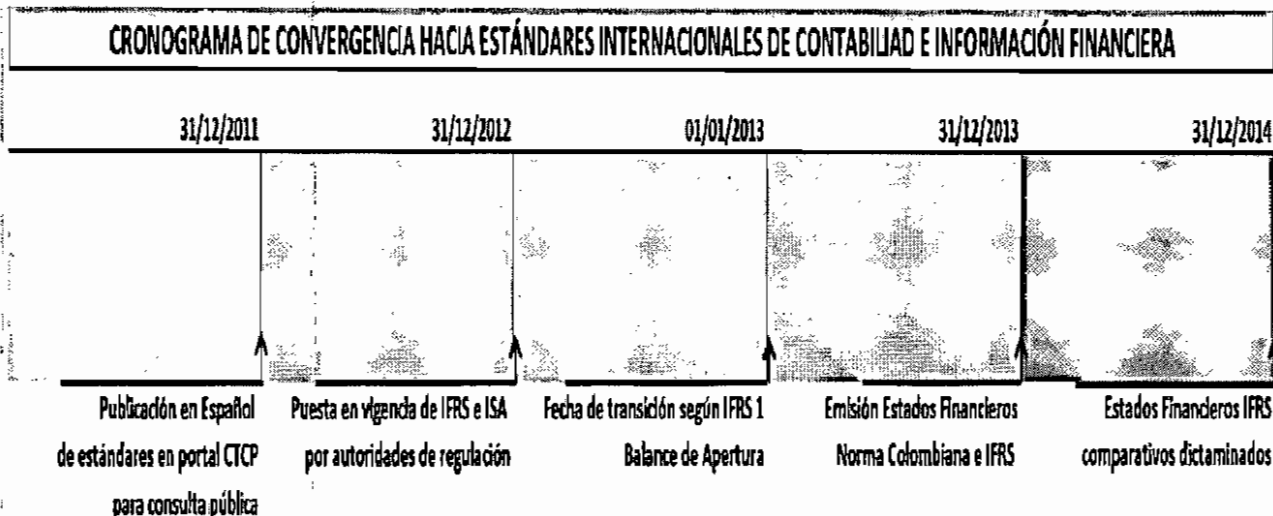 CRONOGRAMA DE CONVERGENCIA HACIA ESTÁNDARES INTERNACIONALES DE CONTABILIAD E INFORMACIÓN FINANCIERA
31/12/2011
31/12/2012
01/01/2013
31/12/2013
31/12/2014
Publicación en Español
de estándares en portal CTCP
para consulta pública
Puesta en vigencia de IFRS e ISA
por autoridades de regulación
Fecha de transición según IFRS 1
Balance de Apertura
Emisión Estados Financieros
Norma Colombiana e IFRS
Estados Financieros IFRS
comparativos dictaminados